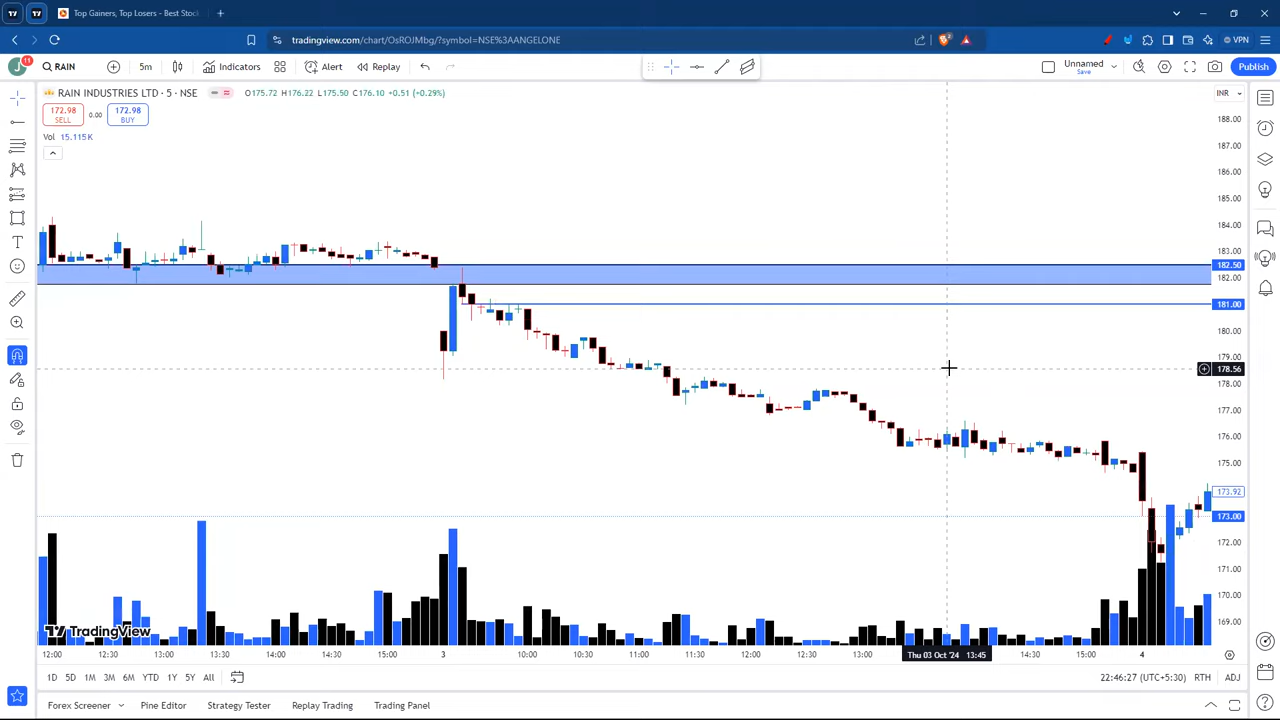 Top Gainers, Top Losers - Best Stock
tradingview.com/chart/OsROJMbg/?symbol=NSE%3AANGELONE
VPN
J 11 RAIN 5m Indicators Alert Replay Unnamed Save Publish
RAIN INDUSTRIES LTD · 5 · NSE O175.72 H176.22 L175.50 C176.10 +0.51 (+0.29%) INR
172.98 SELL 0.00 172.98 BUY
Vol 15.115K
188.00
187.00
186.00
185.00
184.00
183.00
182.50
182.00
181.00
180.00
179.00
178.56
178.00
177.00
176.00
175.00
173.92
173.00
172.00
171.00
170.00
169.00
TradingView
12:00 12:30 13:00 13:30 14:00 14:30 15:00 3 10:00 10:30 11:00 11:30 12:00 12:30 13:00 Thu 03 Oct '24 13:45 14:30 15:00 4
1D 5D 1M 3M 6M YTD 1Y 5Y All 22:46:27 (UTC+5:30) RTH ADJ
Forex Screener Pine Editor Strategy Tester Replay Trading Trading Panel